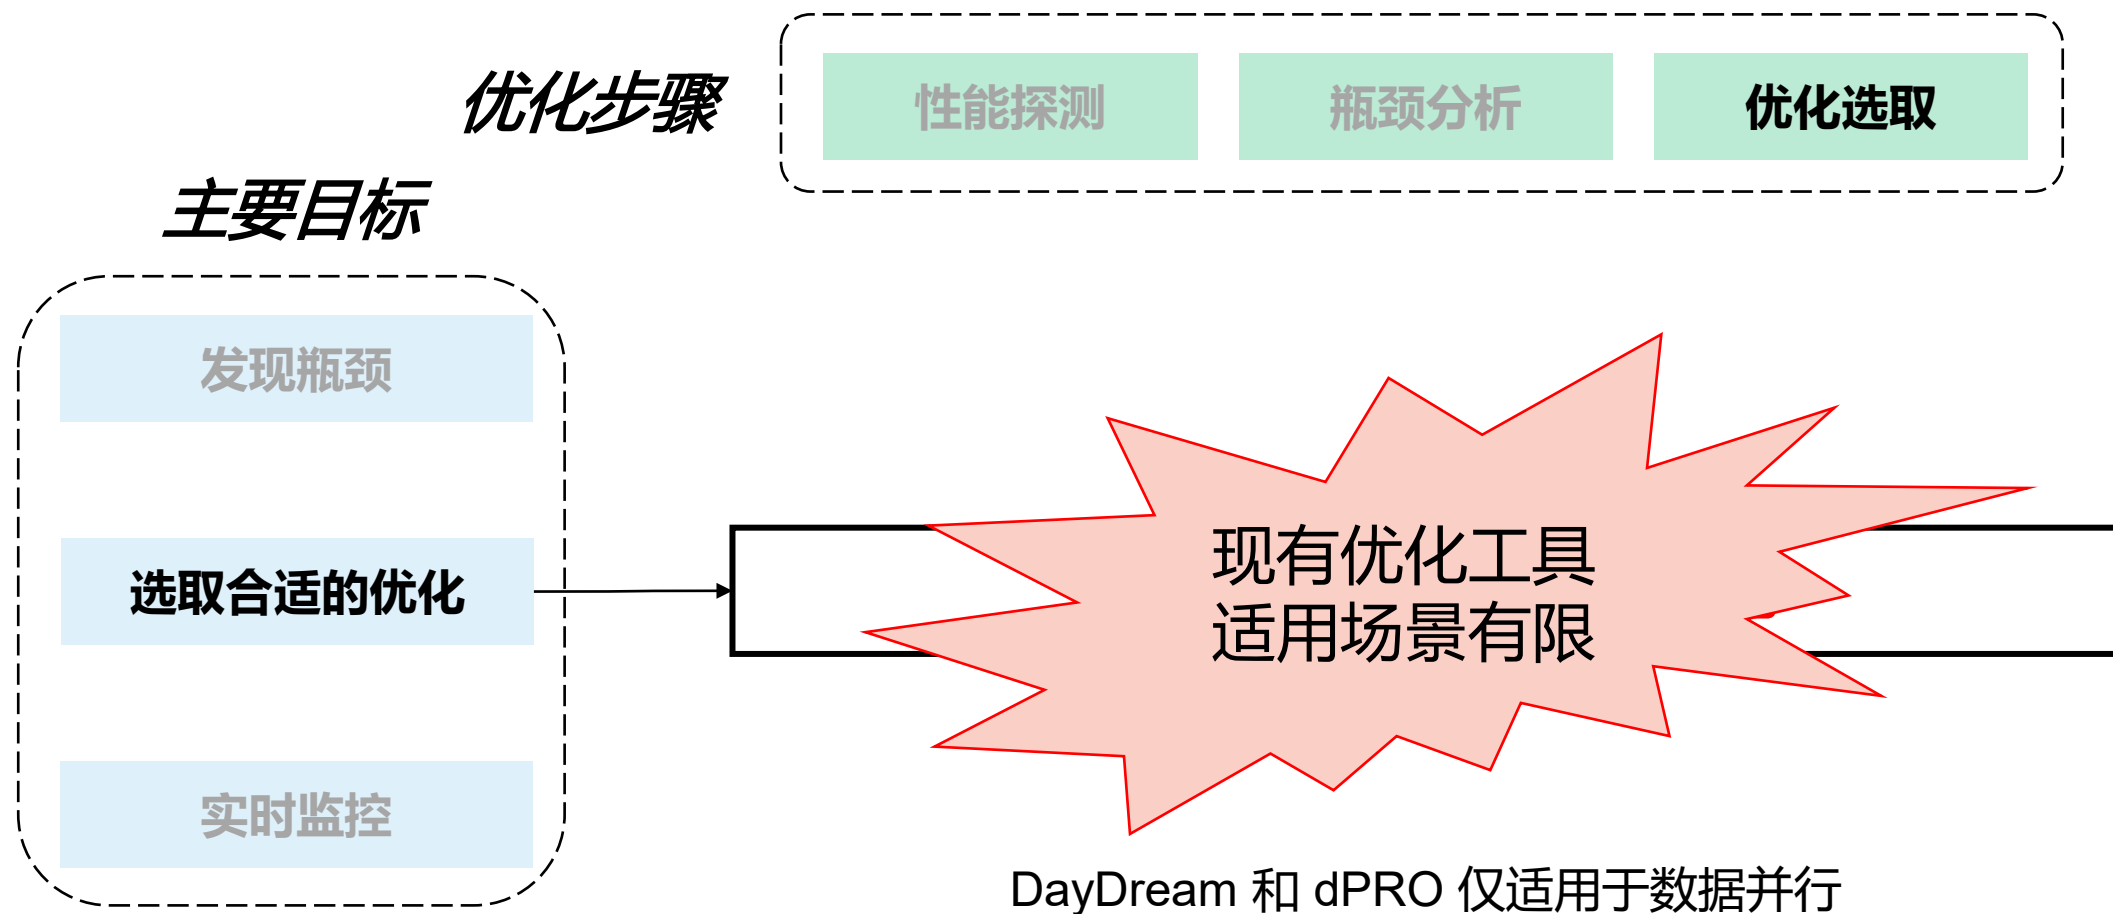 优化步骤
性能探测
瓶颈分析
优化选取
主要目标
发现瓶颈
选取合适的优化
实时监控
现有优化工具
适用场景有限
DayDream 和 dPRO 仅适用于数据并行